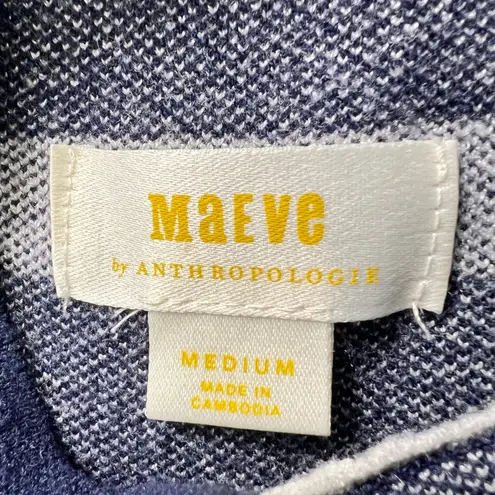 MaEVe
by ANTHROPOLOGIE
MEDIUM
MADE IN
CAMBODIA